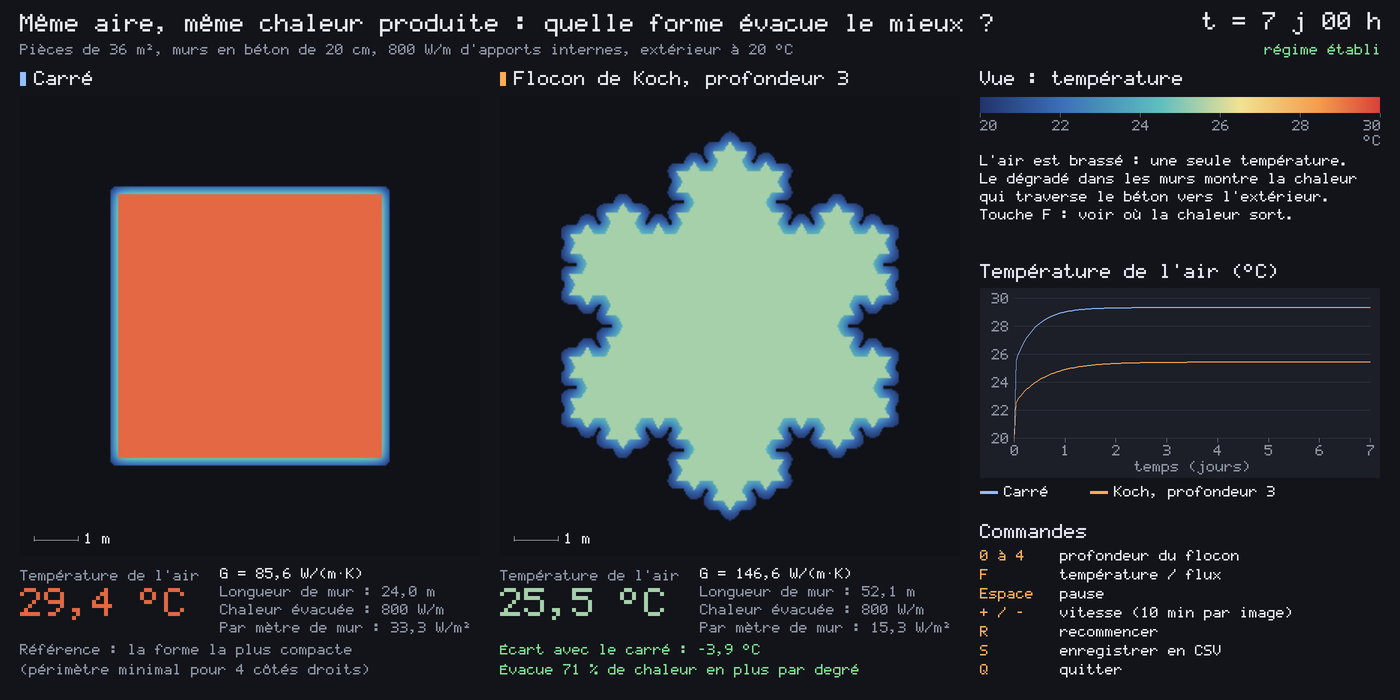 Même aire, même chaleur produite : quelle forme évacue le mieux ?
t = 7 j 00 h
Pièces de 36 m², murs en béton de 20 cm, 800 W/m d'apports internes, extérieur à 20 °C
régime établi
Carré
1 m
Température de l'air
29,4 °C
G = 85,6 W/(m·K)
Longueur de mur : 24,0 m
Chaleur évacuée : 800 W/m
Par mètre de mur : 33,3 W/m²
Référence : la forme la plus compacte
(périmètre minimal pour 4 côtés droits)
Flocon de Koch, profondeur 3
1 m
Température de l'air
25,5 °C
G = 146,6 W/(m·K)
Longueur de mur : 52,1 m
Chaleur évacuée : 800 W/m
Par mètre de mur : 15,3 W/m²
Écart avec le carré : -3,9 °C
Évacue 71 % de chaleur en plus par degré
Vue : température
20 22 24 26 28 30
°C
L'air est brassé : une seule température.
Le dégradé dans les murs montre la chaleur
qui traverse le béton vers l'extérieur.
Touche F : voir où la chaleur sort.
Température de l'air (°C)
30
28
26
24
22
20
0 1 2 3 4 5 6 7
temps (jours)
Carré Koch, profondeur 3
Commandes
0 à 4 profondeur du flocon
F température / flux
Espace pause
+ / - vitesse (10 min par image)
R recommencer
S enregistrer en CSV
Q quitter